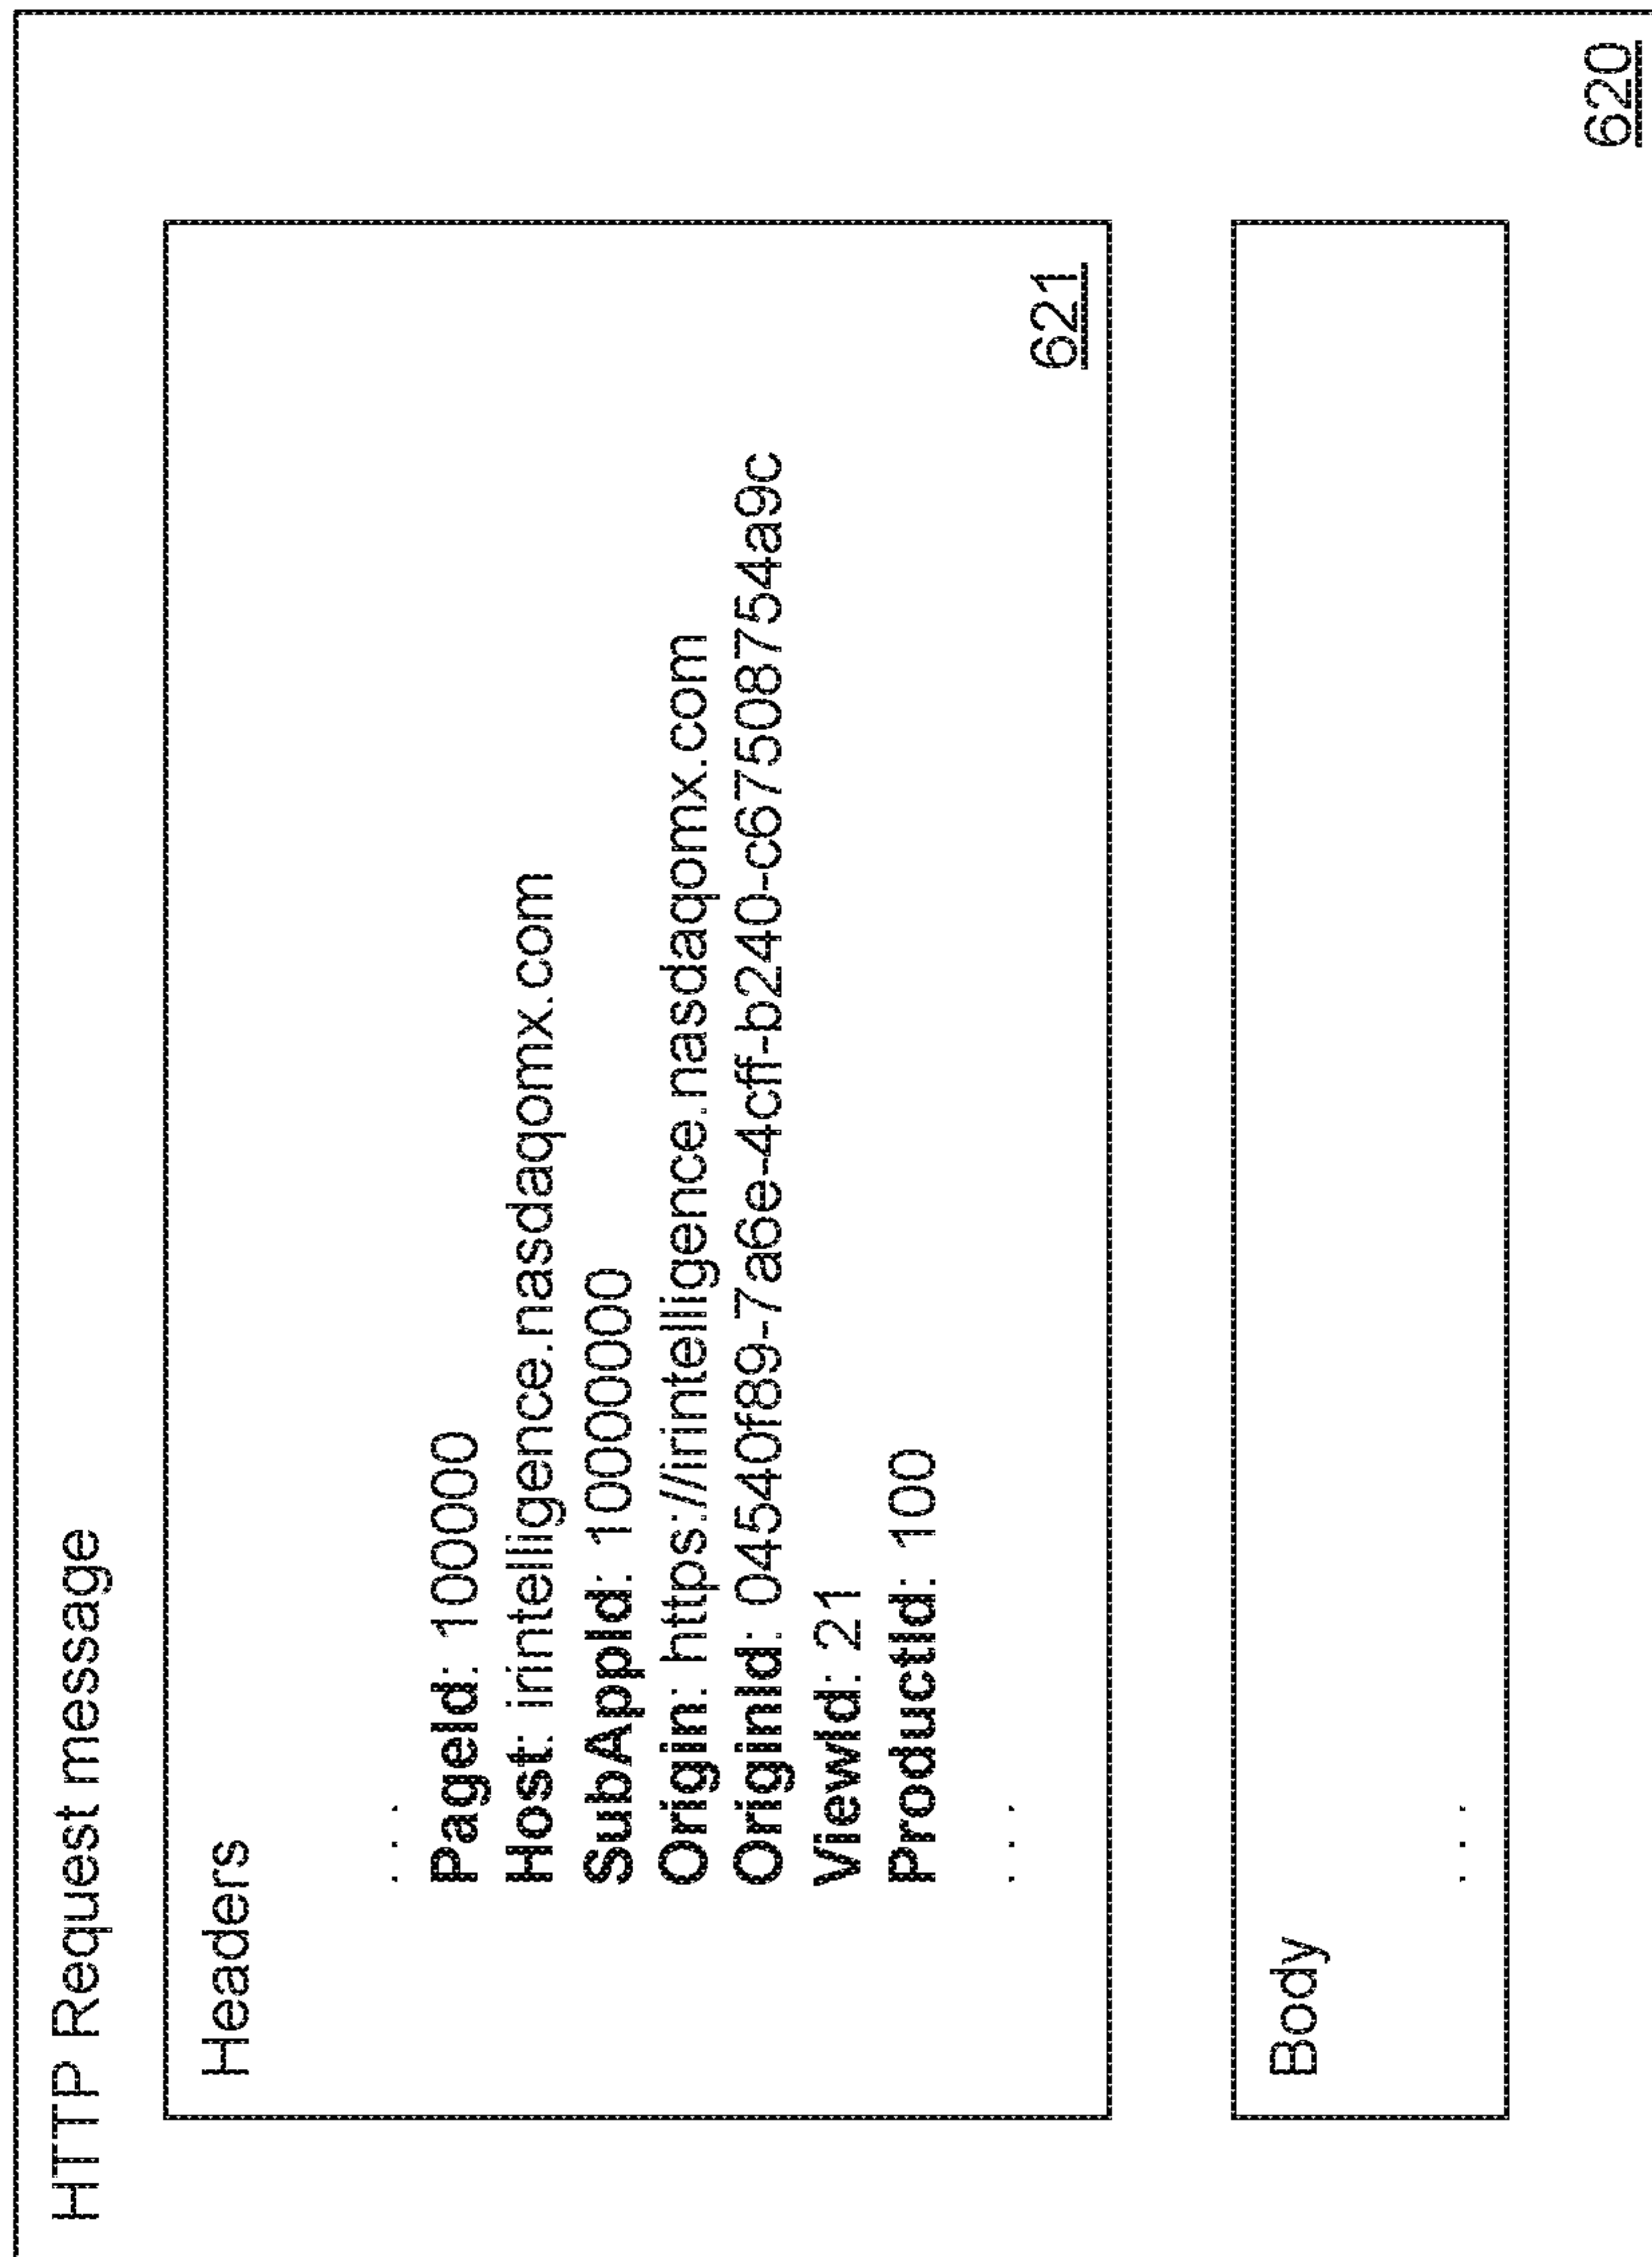 HTTP Request message
Headers
. . .
PageId: 100000
Host: irintelligence.nasdaqomx.com
SubAppId: 10000000
Origin: https://irintelligence.nasdaqomx.com
OriginId: 04540f89-7a6e-4cff-b240-c67508754a9c
ViewId: 21
ProductId: 100
. . .
621
Body
. . .
620